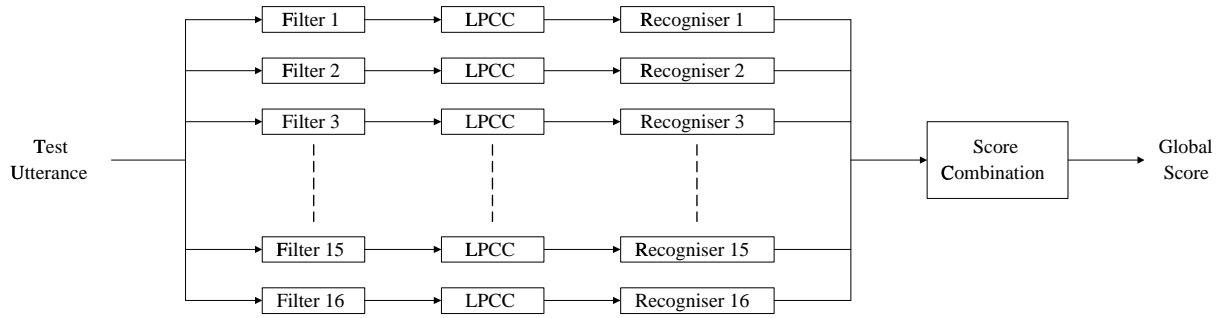 Filter 1 LPCC Recogniser 1
Filter 2 LPCC Recogniser 2
Filter 3 LPCC Recogniser 3
Test
Utterance
Score
Combination
Global
Score
Filter 15 LPCC Recogniser 15
Filter 16 LPCC Recogniser 16